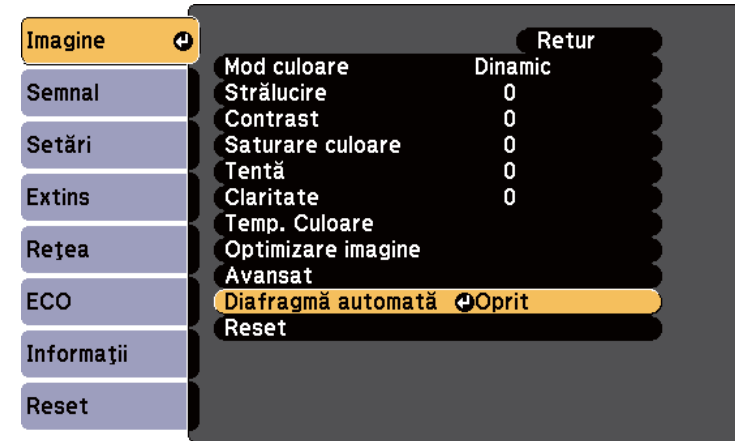 Imagine
Semnal
Setări
Extins
Reţea
ECO
Informaţii
Reset
Retur
Mod culoare Dinamic
Strălucire 0
Contrast 0
Saturare culoare 0
Tentă 0
Claritate 0
Temp. Culoare
Optimizare imagine
Avansat
Diafragmă automată Oprit
Reset